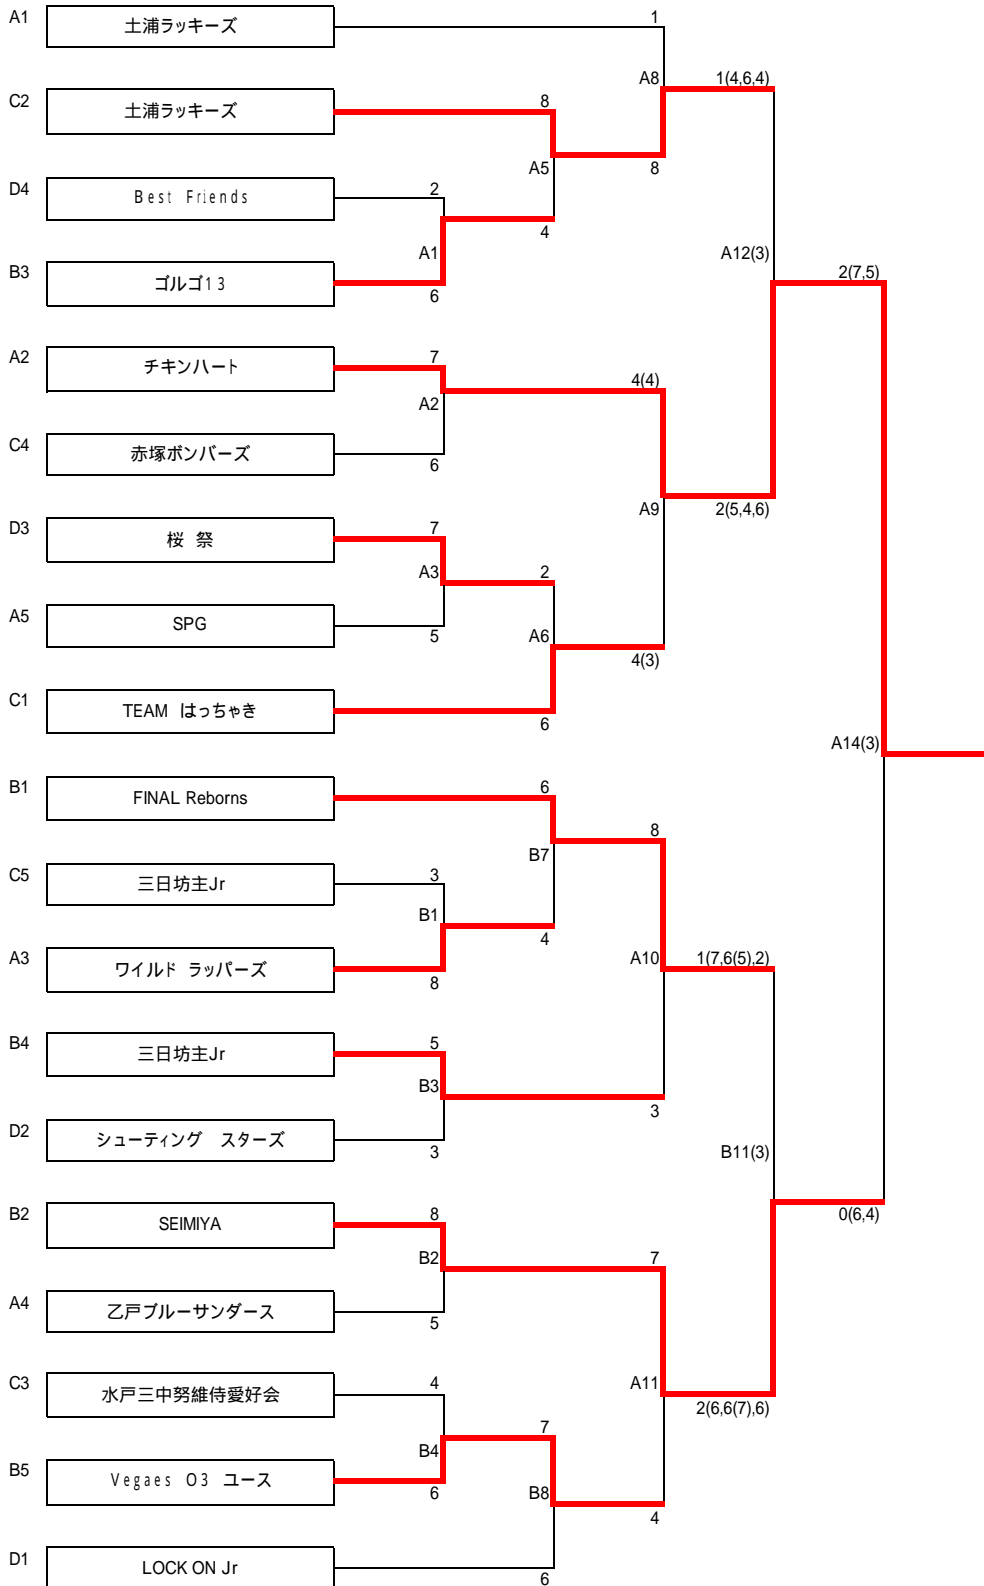 A1 土浦ラッキーズ 1
A8 1(4,6,4)
C2 土浦ラッキーズ 8
A5 8
D4 Best Friends 2
4
A1 A12(3)
B3 ゴルゴ13 6 2(7,5)
A2 チキンハート 7
4(4)
A2
C4 赤塚ボンバーズ 6
A9 2(5,4,6)
D3 桜 祭 7
A3 2
A5 SPG 5 A6
4(3)
C1 TEAM はっちゃき 6
A14(3)
B1 FINAL Reborns 6
8
B7
C5 三日坊主Jr 3
B1
4
A3 ワイルド ラッパーズ 8 A10 1(7,6(5),2)
B4 三日坊主Jr 5
B3
3
D2 シューティング スターズ 3 B11(3)
B2 SEIMIYA 8 0(6,4)
B2 7
A4 乙戸ブルーサンダース 5
C3 水戸三中努維侍愛好会 4 A11
2(6,6(7),6)
7
B4
B5 Vegaes O3 ユース 6 B8
4
D1 LOCK ON Jr 6